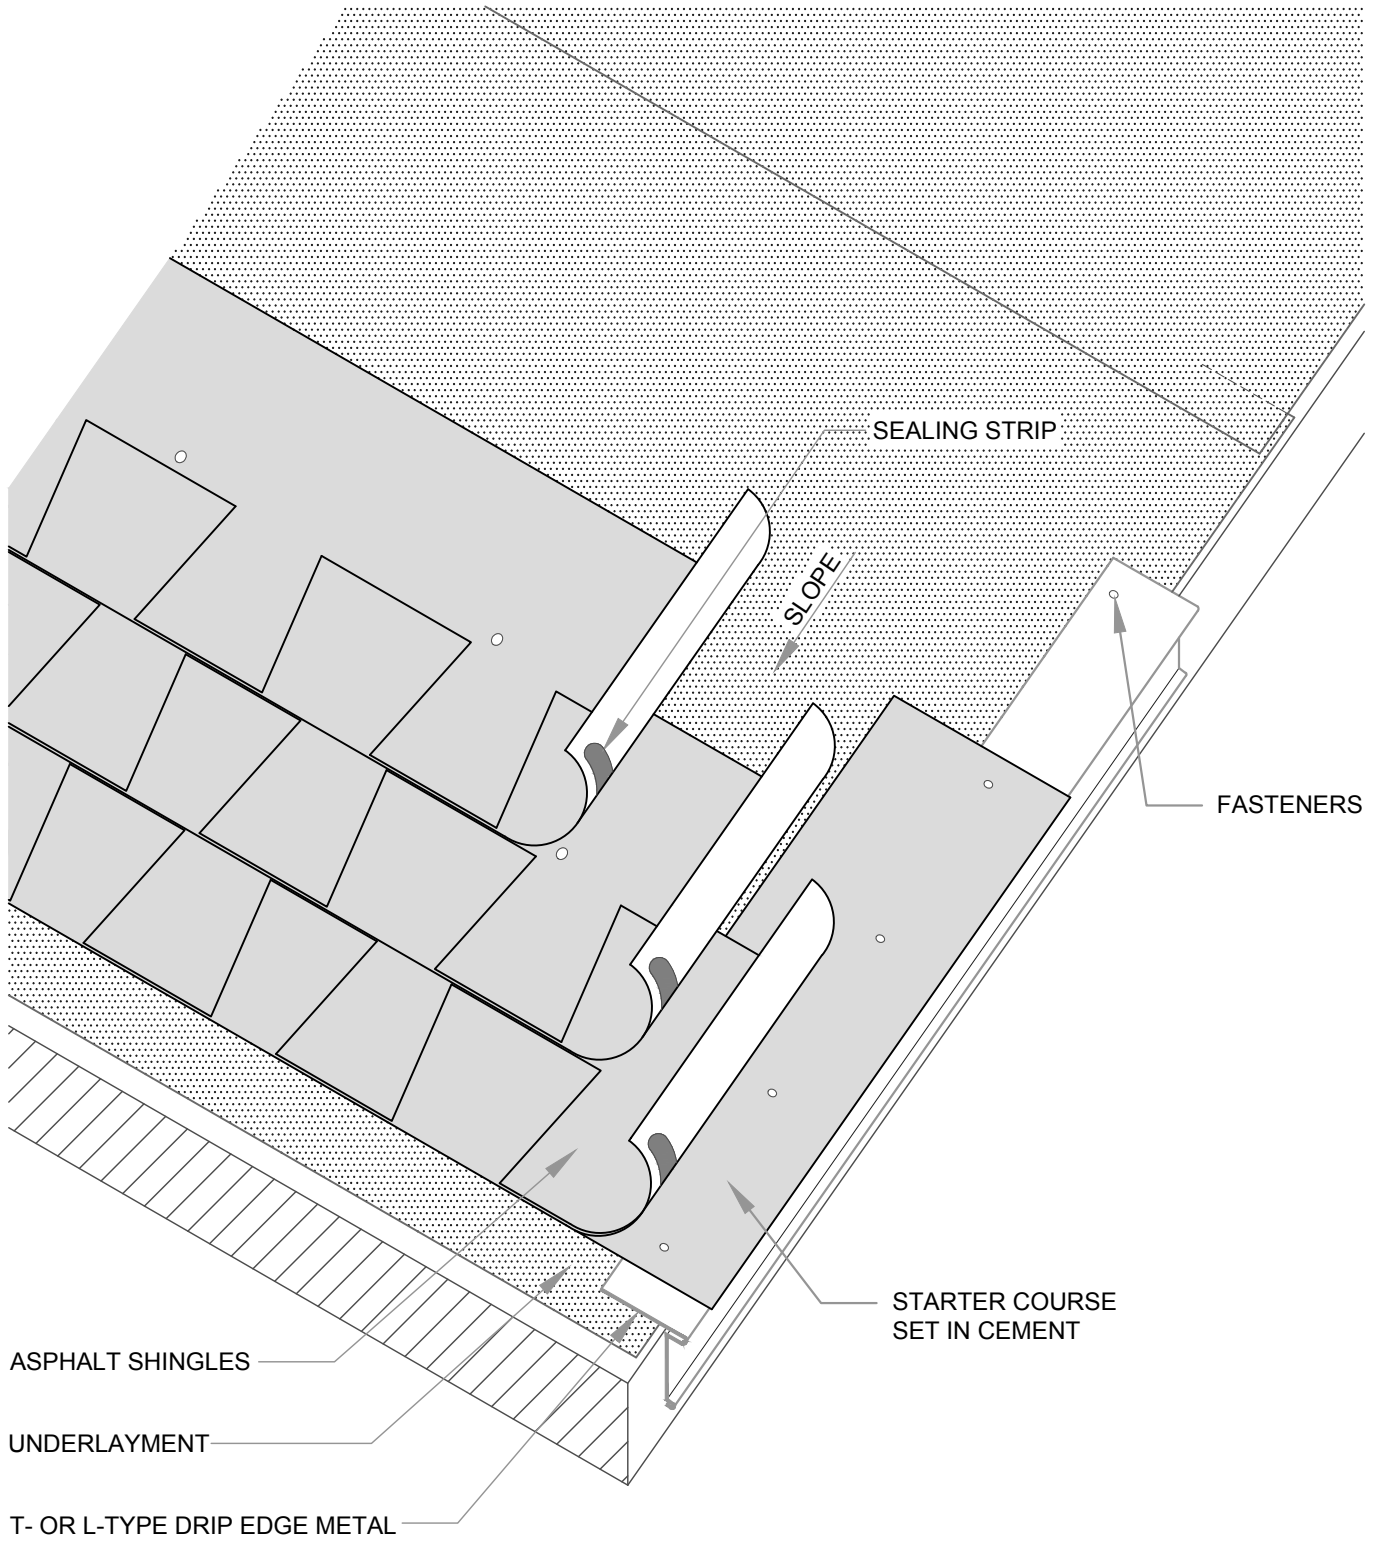 SEALING STRIP
SLOPE
FASTENERS
STARTER COURSE
SET IN CEMENT
ASPHALT SHINGLES
UNDERLAYMENT
T- OR L-TYPE DRIP EDGE METAL